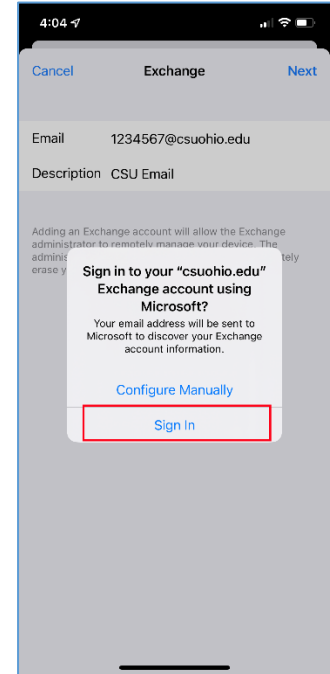 4:04
Cancel Exchange Next
Email 1234567@csuohio.edu
Description CSU Email
Adding an Exchange account will allow the Exchange
administrator to remotely manage your device. The
adminis tely
erase y
Sign in to your “csuohio.edu”
Exchange account using
Microsoft?
Your email address will be sent to
Microsoft to discover your Exchange
account information.
Configure Manually
Sign In